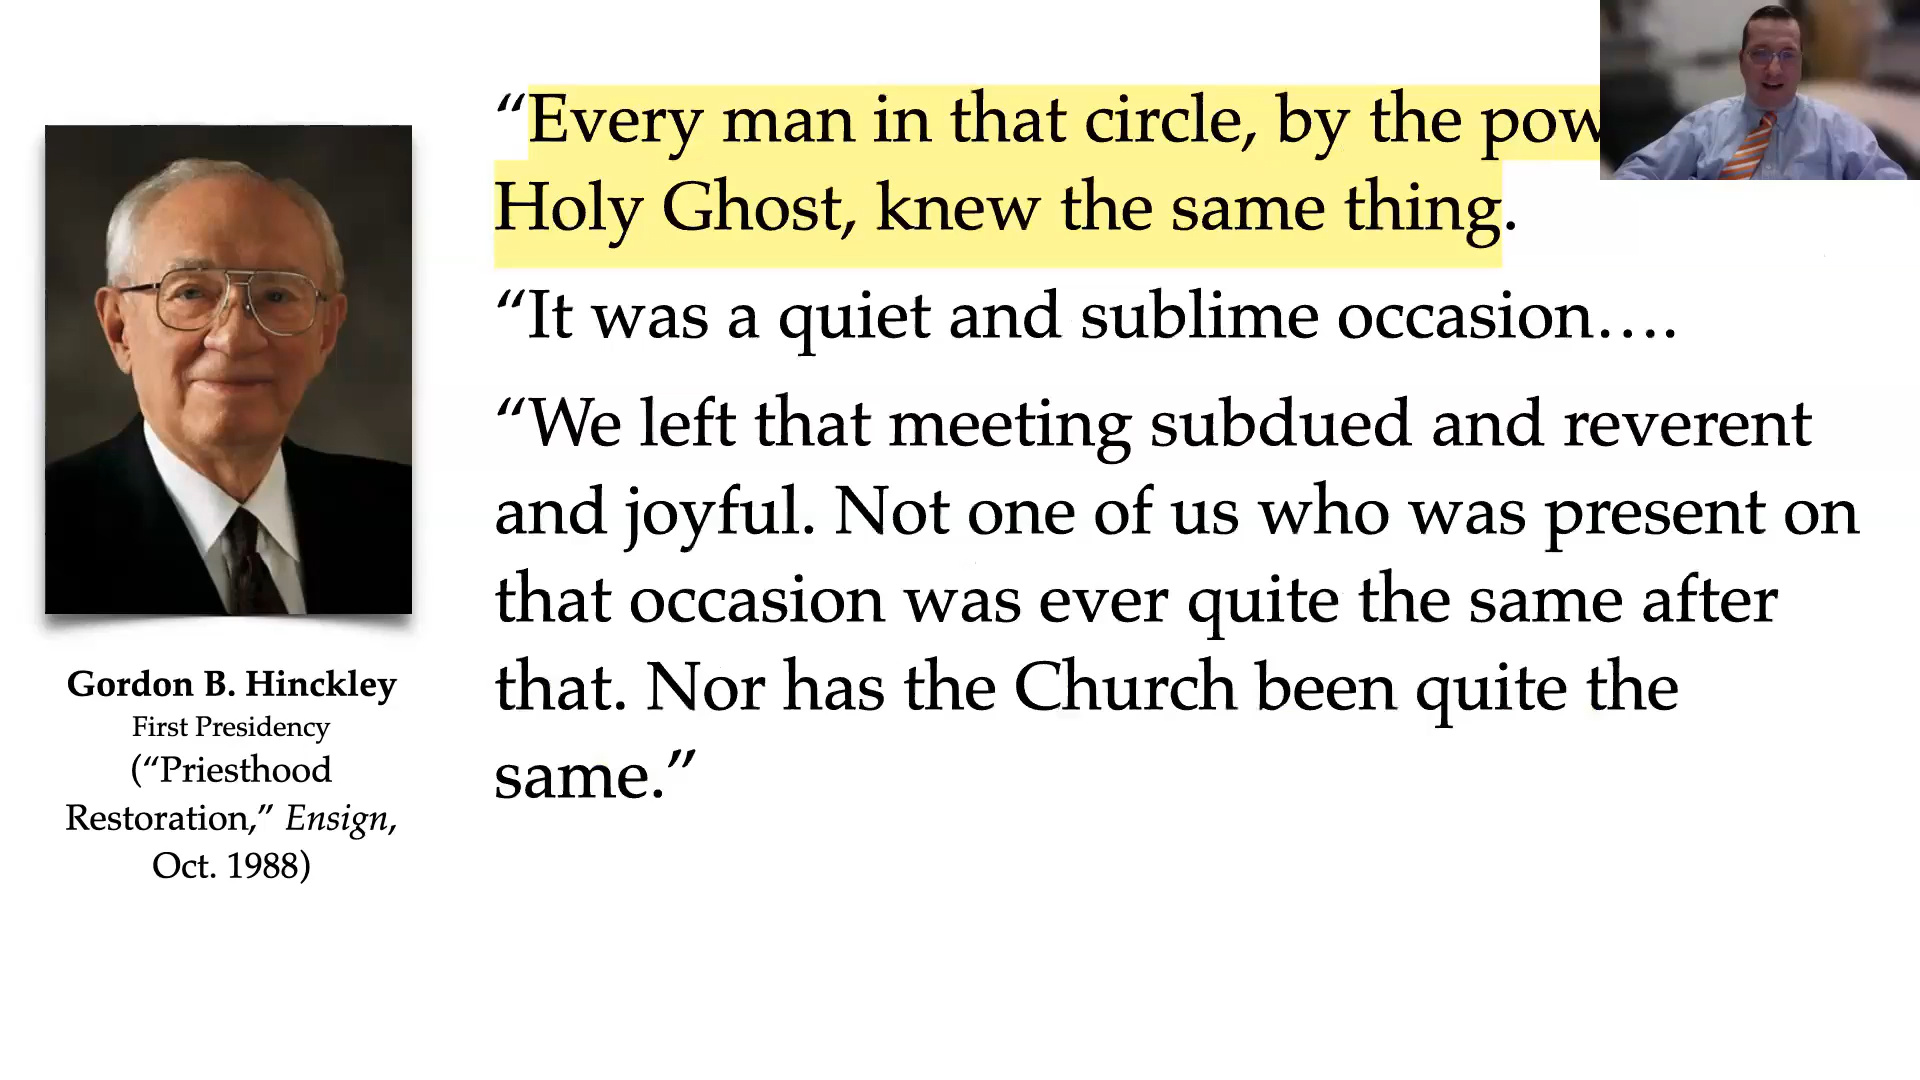 “Every man in that circle, by the
Holy Ghost, knew the same thing.
“It was a quiet and sublime occasion….
“We left that meeting subdued and reverent
and joyful. Not one of us who was present on
that occasion was ever quite the same after
that. Nor has the Church been quite the
same.”
Gordon B. Hinckley
First Presidency
(“Priesthood
Restoration,” Ensign,
Oct. 1988)